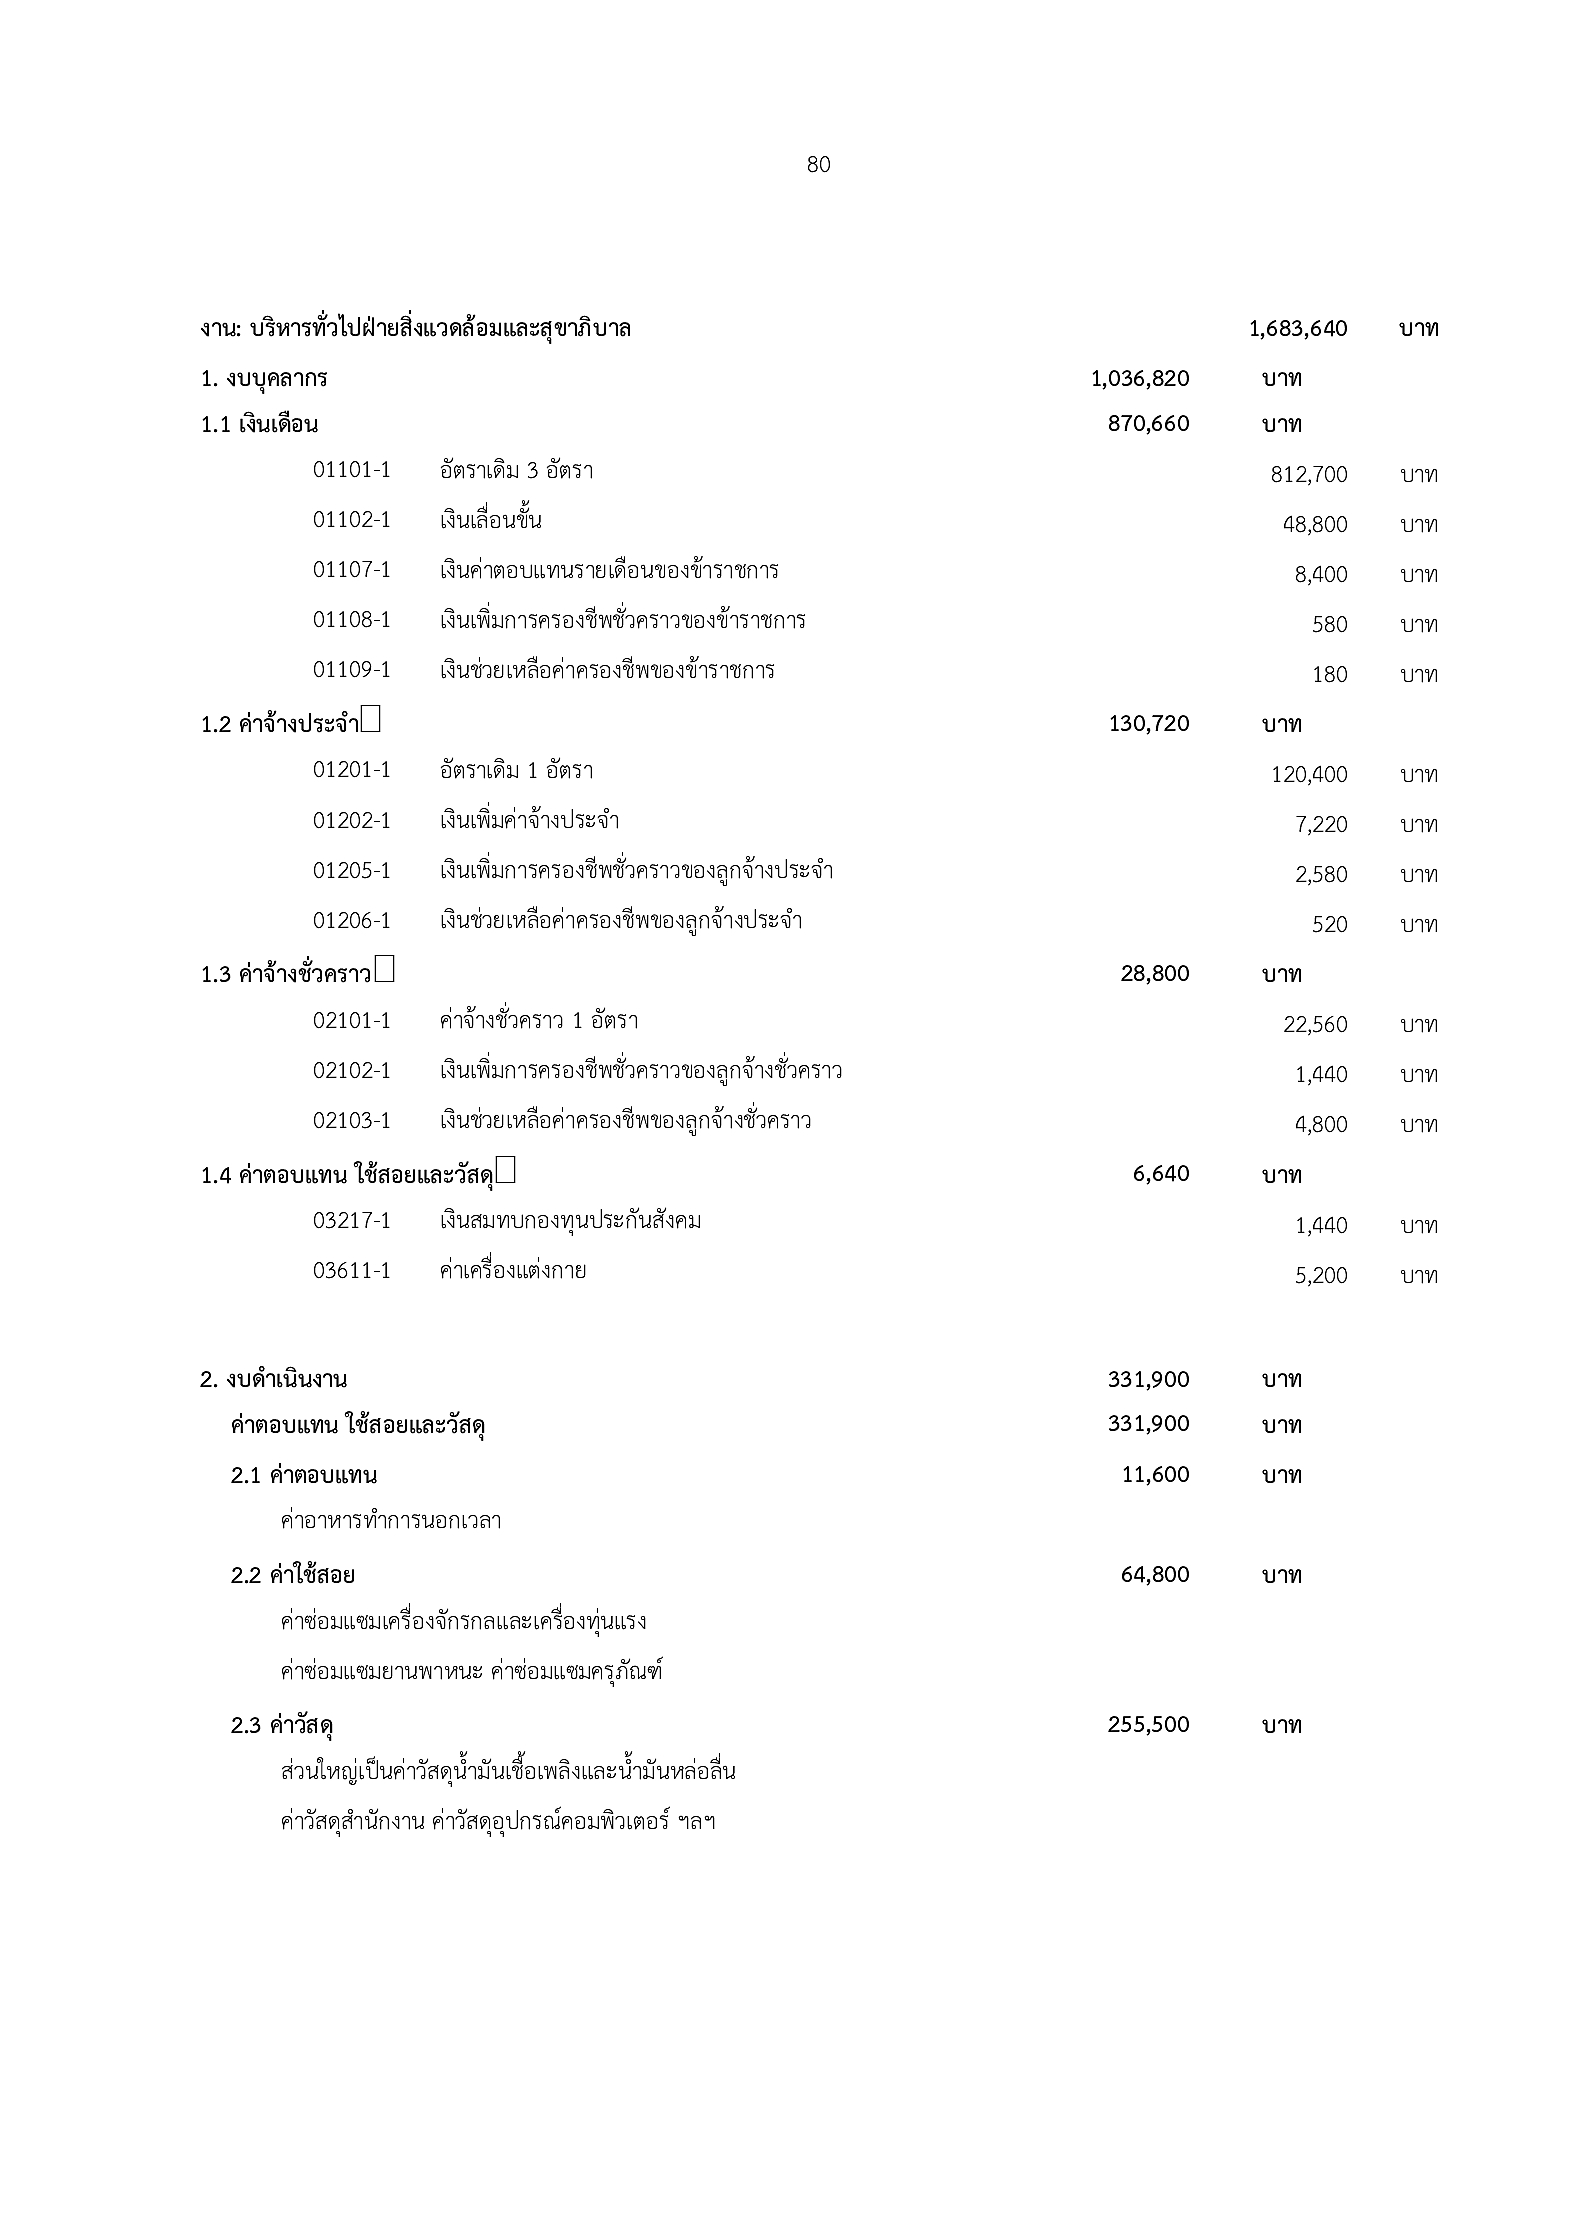 80
งาน: บริหารทั่วไปฝ่ายสิ่งแวดล้อมและสุขาภิบาล 1,683,640 บาท
1. งบบุคลากร 1,036,820 บาท
1.1 เงินเดือน 870,660 บาท
01101-1 อัตราเดิม 3 อัตรา 812,700 บาท
01102-1 เงินเลื่อนขั้น 48,800 บาท
01107-1 เงินค่าตอบแทนรายเดือนของข้าราชการ 8,400 บาท
01108-1 เงินเพิ่มการครองชีพชั่วคราวของข้าราชการ 580 บาท
01109-1 เงินช่วยเหลือค่าครองชีพของข้าราชการ 180 บาท
1.2 ค่าจ้างประจำ 130,720 บาท
01201-1 อัตราเดิม 1 อัตรา 120,400 บาท
01202-1 เงินเพิ่มค่าจ้างประจำ 7,220 บาท
01205-1 เงินเพิ่มการครองชีพชั่วคราวของลูกจ้างประจำ 2,580 บาท
01206-1 เงินช่วยเหลือค่าครองชีพของลูกจ้างประจำ 520 บาท
1.3 ค่าจ้างชั่วคราว 28,800 บาท
02101-1 ค่าจ้างชั่วคราว 1 อัตรา 22,560 บาท
02102-1 เงินเพิ่มการครองชีพชั่วคราวของลูกจ้างชั่วคราว 1,440 บาท
02103-1 เงินช่วยเหลือค่าครองชีพของลูกจ้างชั่วคราว 4,800 บาท
1.4 ค่าตอบแทน ใช้สอยและวัสดุ 6,640 บาท
03217-1 เงินสมทบกองทุนประกันสังคม 1,440 บาท
03611-1 ค่าเครื่องแต่งกาย 5,200 บาท
2. งบดำเนินงาน 331,900 บาท
ค่าตอบแทน ใช้สอยและวัสดุ 331,900 บาท
2.1 ค่าตอบแทน 11,600 บาท
ค่าอาหารทำการนอกเวลา
2.2 ค่าใช้สอย 64,800 บาท
ค่าซ่อมแซมเครื่องจักรกลและเครื่องทุ่นแรง
ค่าซ่อมแซมยานพาหนะ ค่าซ่อมแซมครุภัณฑ์
2.3 ค่าวัสดุ 255,500 บาท
ส่วนใหญ่เป็นค่าวัสดุน้ำมันเชื้อเพลิงและน้ำมันหล่อลื่น
ค่าวัสดุสำนักงาน ค่าวัสดุอุปกรณ์คอมพิวเตอร์ ฯลฯ